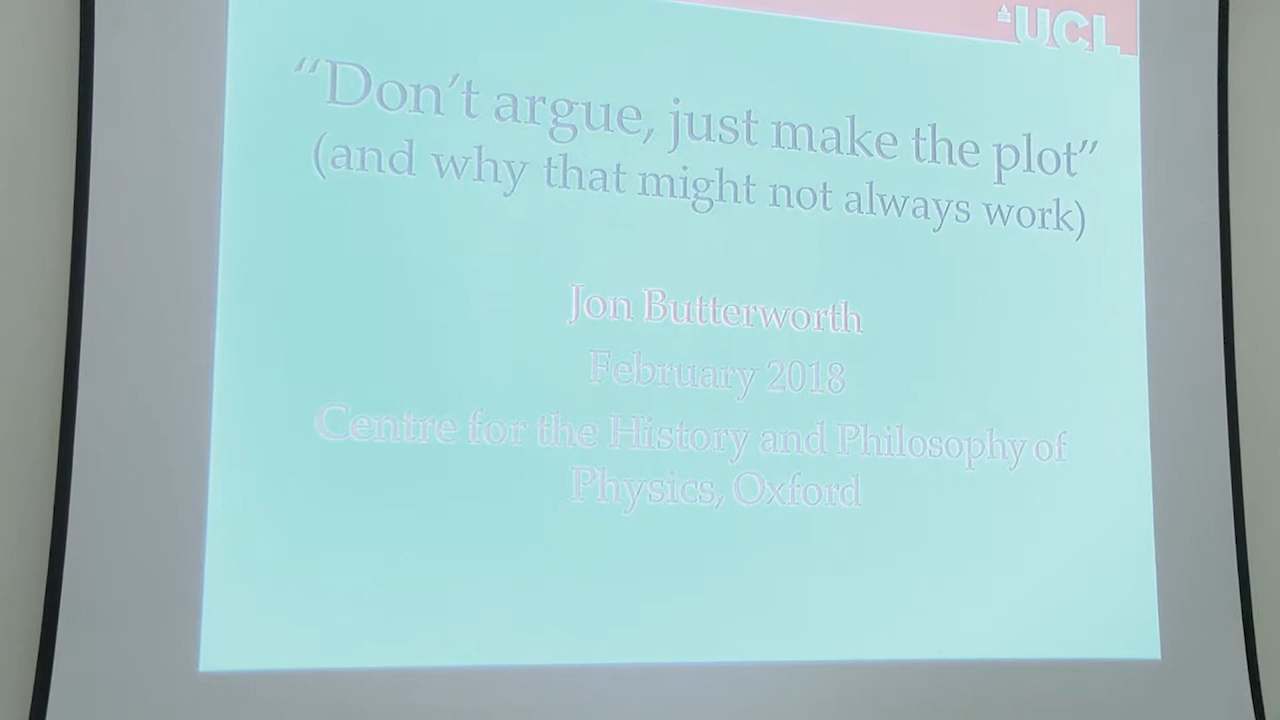 UCL
“Don’t argue, just make the plot”
(and why that might not always work)
Jon Butterworth
February 2018
Centre for the History and Philosophy of
Physics, Oxford